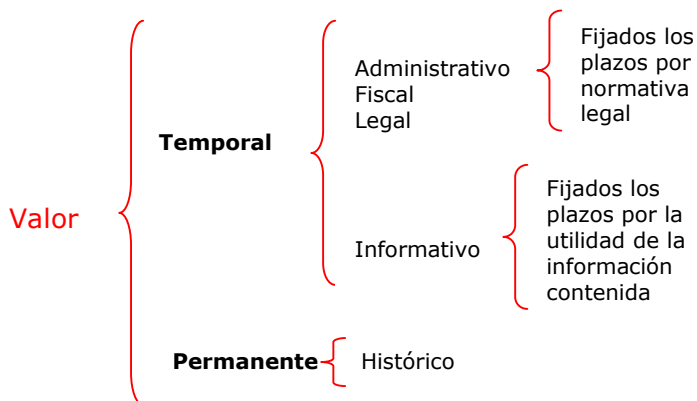 Valor
Temporal
Administrativo
Fiscal
Legal
Fijados los
plazos por
normativa
legal
Informativo
Fijados los
plazos por la
utilidad de la
información
contenida
Permanente
Histórico